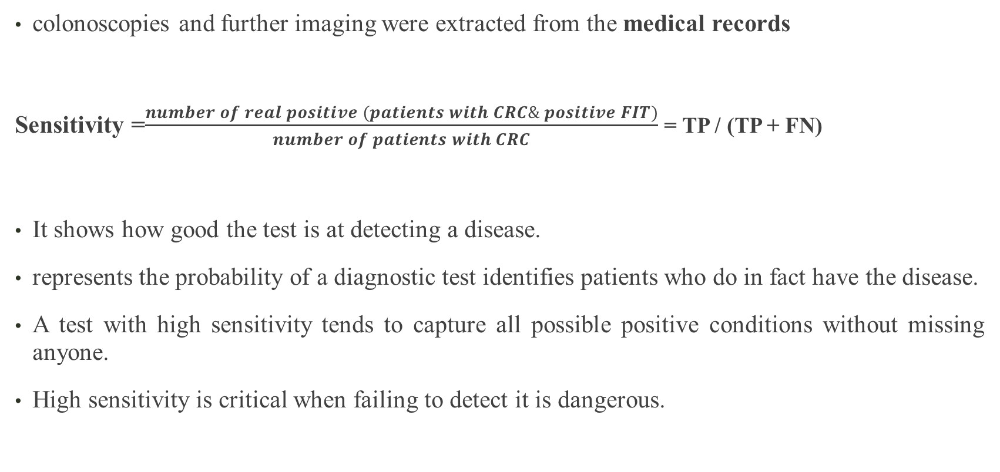 • colonoscopies and further imaging were extracted from the medical records
Sensitivity = number of real positive (patients with CRC& positive FIT) / number of patients with CRC = TP / (TP + FN)
• It shows how good the test is at detecting a disease.
• represents the probability of a diagnostic test identifies patients who do in fact have the disease.
• A test with high sensitivity tends to capture all possible positive conditions without missing
anyone.
• High sensitivity is critical when failing to detect it is dangerous.